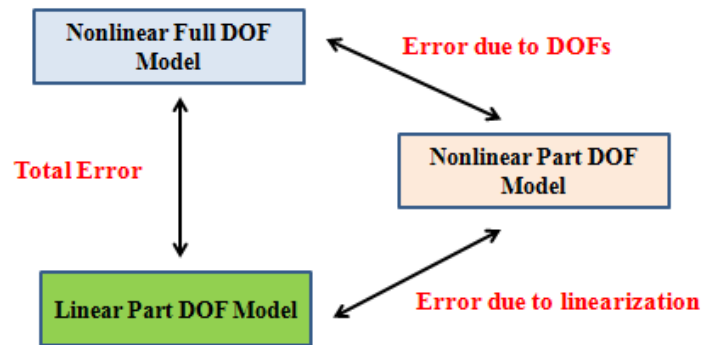 Nonlinear Full DOF
Model
Error due to DOFs
Total Error
Nonlinear Part DOF
Model
Linear Part DOF Model
Error due to linearization